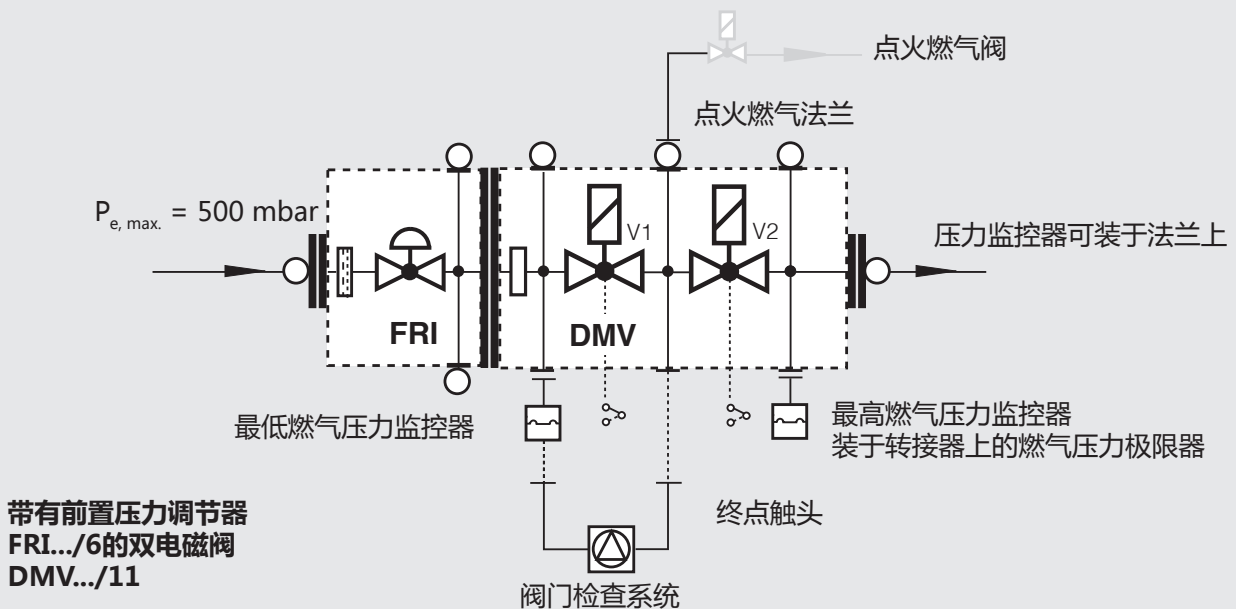 点火燃气阀
点火燃气法兰
Pe, max. = 500 mbar
V1
V2
压力监控器可装于法兰上
FRI
DMV
最低燃气压力监控器
最高燃气压力监控器
装于转接器上的燃气压力极限器
终点触头
带有前置压力调节器
FRI.../6的双电磁阀
DMV.../11
阀门检查系统